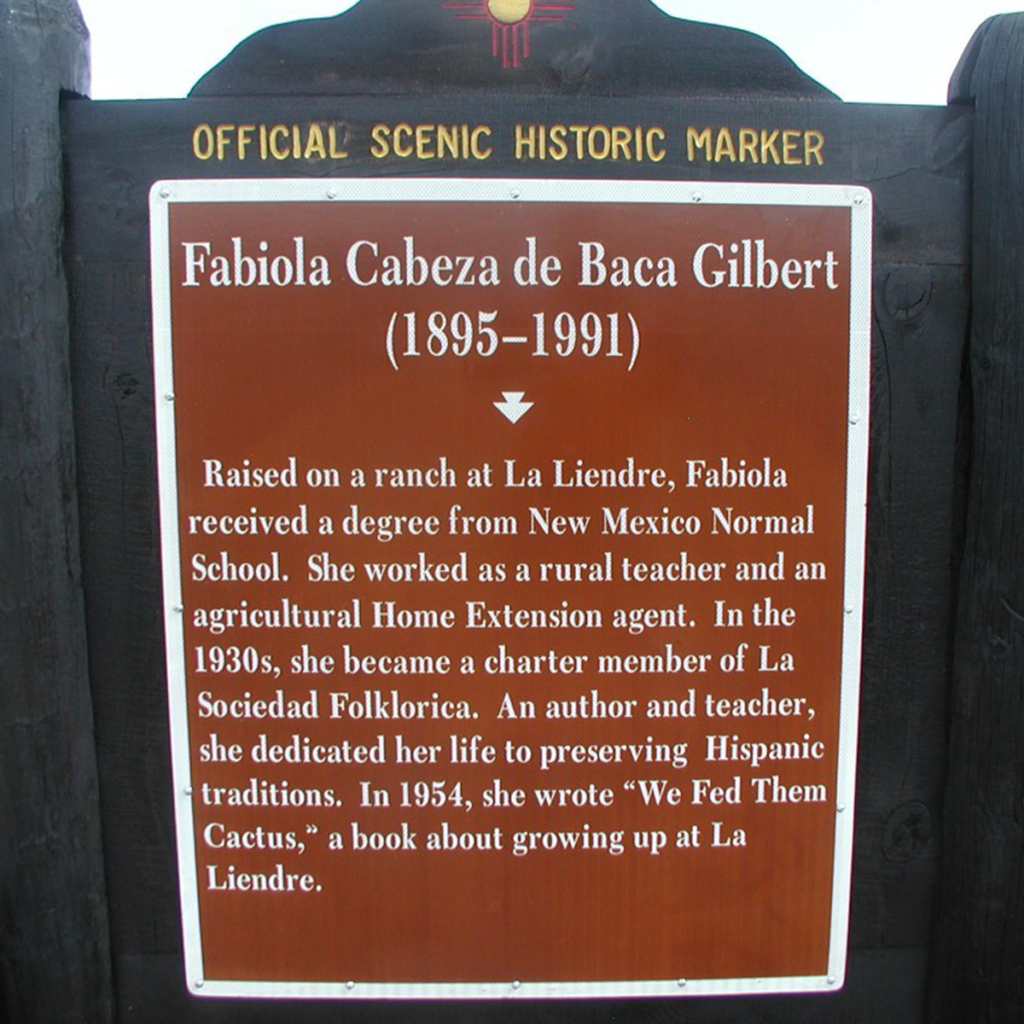 OFFICIAL SCENIC HISTORIC MARKER
Fabiola Cabeza de Baca Gilbert
(1895–1991)
Raised on a ranch at La Liendre, Fabiola
received a degree from New Mexico Normal
School. She worked as a rural teacher and an
agricultural Home Extension agent. In the
1930s, she became a charter member of La
Sociedad Folklorica. An author and teacher,
she dedicated her life to preserving Hispanic
traditions. In 1954, she wrote “We Fed Them
Cactus,” a book about growing up at La
Liendre.